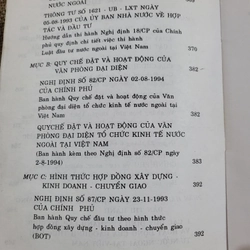 NƯỚC NGOÀI
THÔNG TƯ SỐ 1621 - UB - LXT NGÀY
05-08-1993 CỦA ỦY BAN NHÀ NƯỚC VỀ HỢP
TÁC VÀ ĐẦU TƯ
Hướng dẫn thi hành Nghị định 18/CP của Chính
phủ quy định chi tiết việc thi hành
Luật đầu tư nước ngoài tại Việt Nam 376
MỤC B: QUY CHẾ ĐẶT VÀ HOẠT ĐỘNG CỦA
VĂN PHÒNG ĐẠI DIỆN 382
NGHỊ ĐỊNH SỐ 82/CP NGÀY 02-08-1994
CỦA CHÍNH PHỦ
Ban hành Quy chế đặt và hoạt động của Văn phòng
đại diện tổ chức kinh tế nước ngoài tại Việt
Nam 382
QUYCHẾ ĐẶT VÀ HOẠT ĐỘNG CỦA VĂN
PHÒNG ĐẠI DIỆN TỔ CHỨC KINH TẾ NƯỚC
NGOÀI TẠI VIỆT NAM
(Ban hành kèm theo Nghị định số 82/CP ngày
2-8-1994) 383
MỤC C: HÌNH THỨC HỢP ĐỒNG XÂY DỰNG -
KINH DOANH - CHUYỂN GIAO 392
NGHỊ ĐỊNH SỐ 87/CP NGÀY 23-11-1993
CỦA CHÍNH PHỦ
Ban hành Quy chế đầu tư theo hình thức
hợp đồng xây dựng - kinh doanh - chuyển giao
(BOT) 392